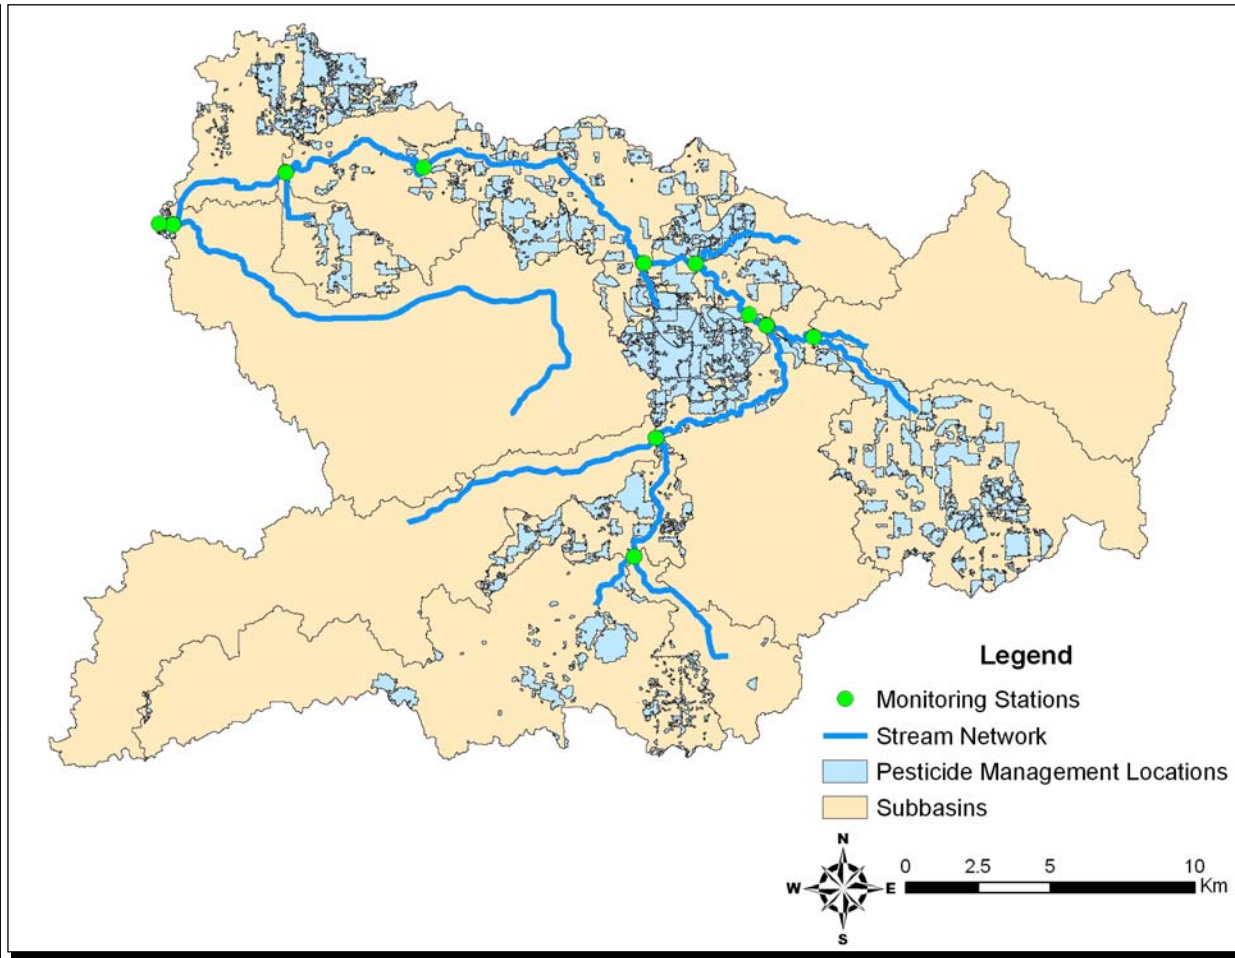 Legend
Monitoring Stations
Stream Network
Pesticide Management Locations
Subbasins
N
W E
S
0 2.5 5 10
Km